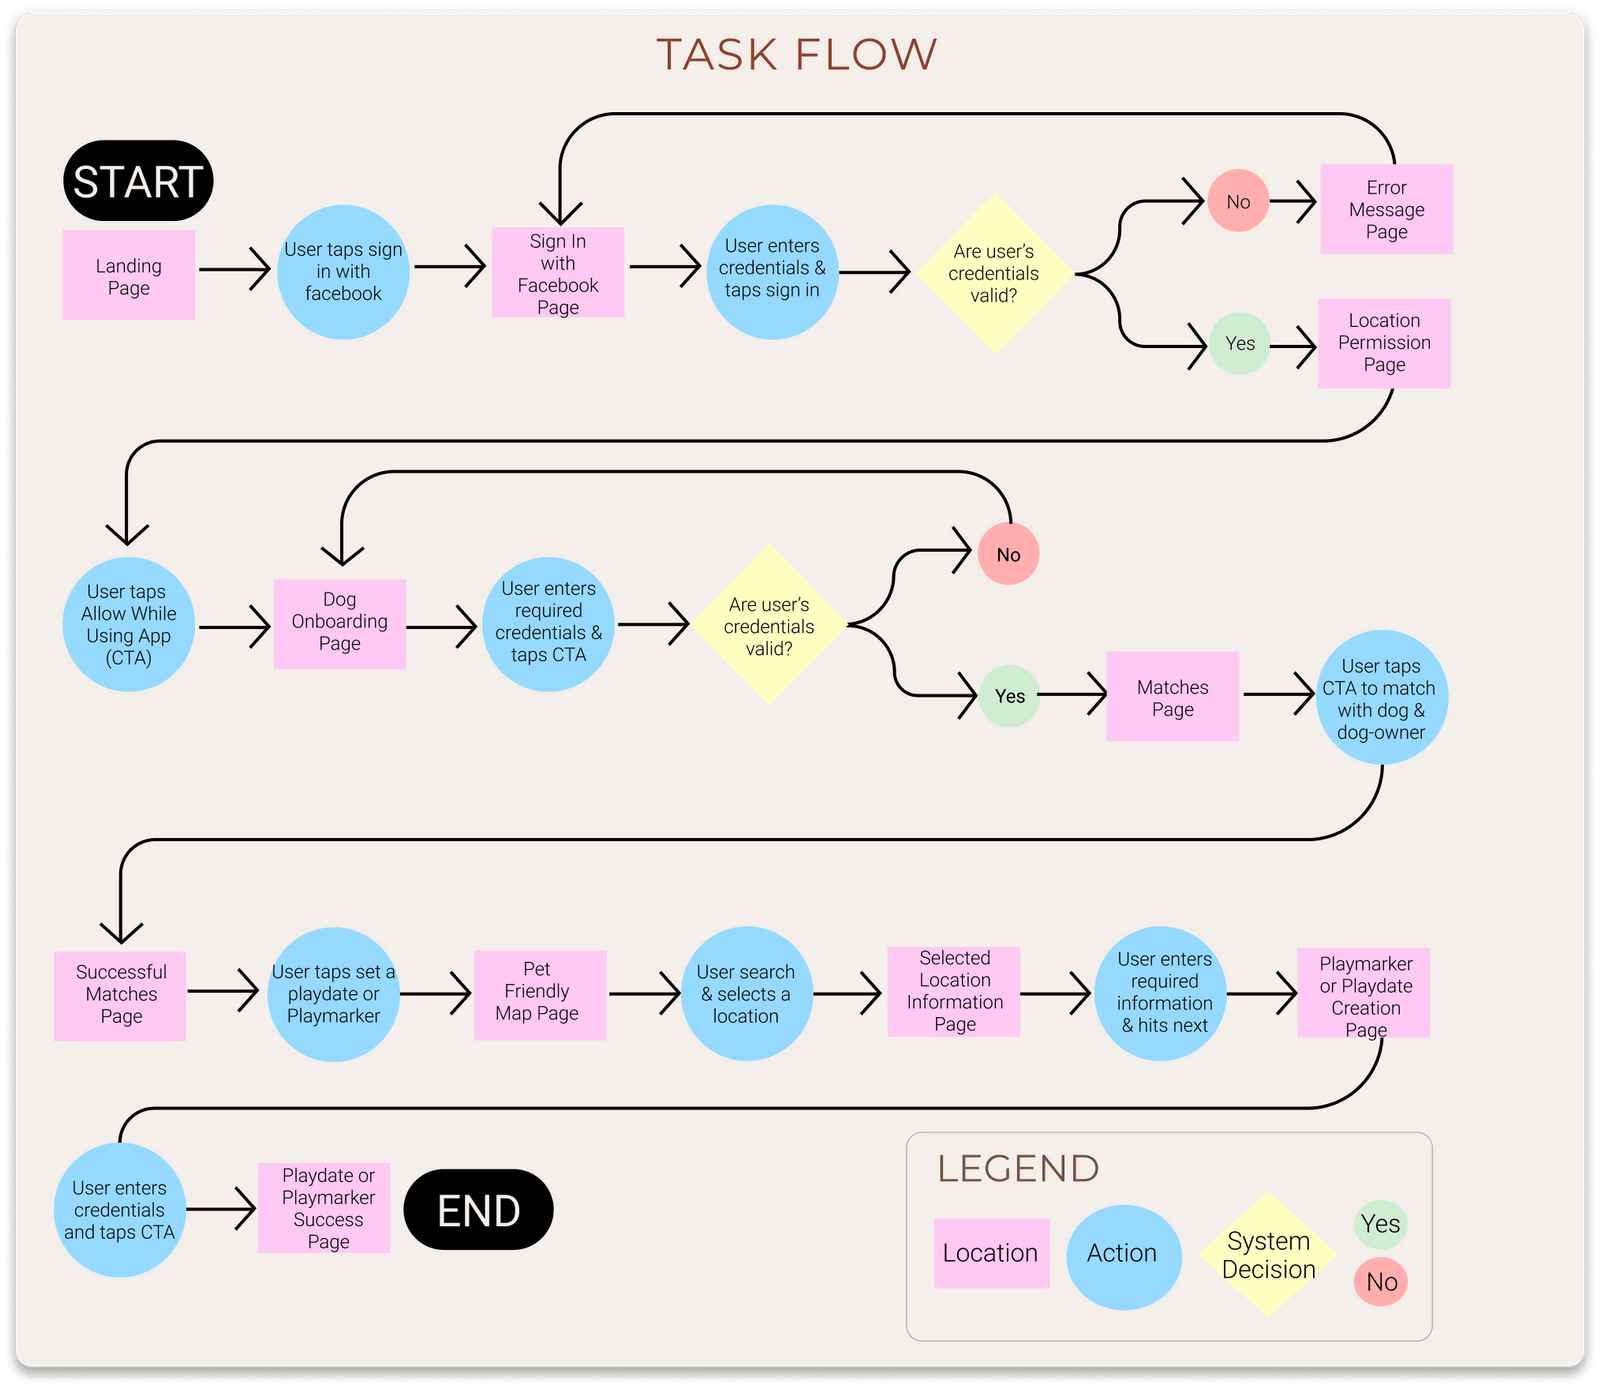 TASK FLOW
START
Landing
Page
User taps sign
in with
facebook
Sign In
with
Facebook
Page
User enters
credentials &
taps sign in
Are user's
credentials
valid?
No
Error
Message
Page
Yes
Location
Permission
Page
User taps
Allow While
Using App
(CTA)
Dog
Onboarding
Page
User enters
required
credentials &
taps CTA
Are user's
credentials
valid?
No
Yes
Matches
Page
User taps
CTA to match
with dog &
dog-owner
Successful
Matches
Page
User taps set a
playdate or
Playmarker
Pet
Friendly
Map Page
User search
& selects a
location
Selected
Location
Information
Page
User enters
required
information
& hits next
Playmarker
or Playdate
Creation
Page
User enters
credentials
and taps CTA
Playdate or
Playmarker
Success
Page
END
LEGEND
Location
Action
System
Decision
Yes
No